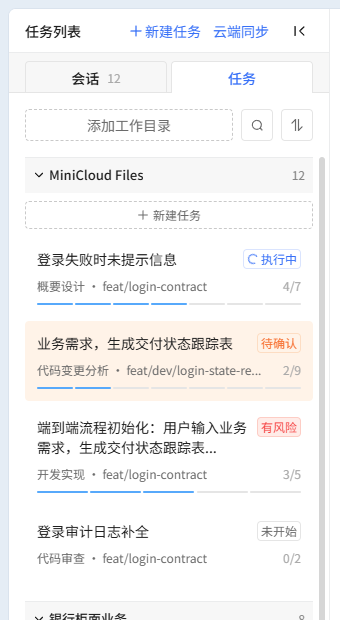 任务列表
新建任务 云端同步
会话 12 任务
添加工作目录
MiniCloud Files 12
新建任务
登录失败时未提示信息 执行中
概要设计 · feat/login-contract 4/7
业务需求，生成交付状态跟踪表 待确认
代码变更分析 · feat/dev/login-state-re... 2/9
端到端流程初始化：用户输入业务 有风险
需求，生成交付状态跟踪表...
开发实现 · feat/login-contract 3/5
登录审计日志补全 未开始
代码审查 · feat/login-contract 0/2
银行柜面业务 8